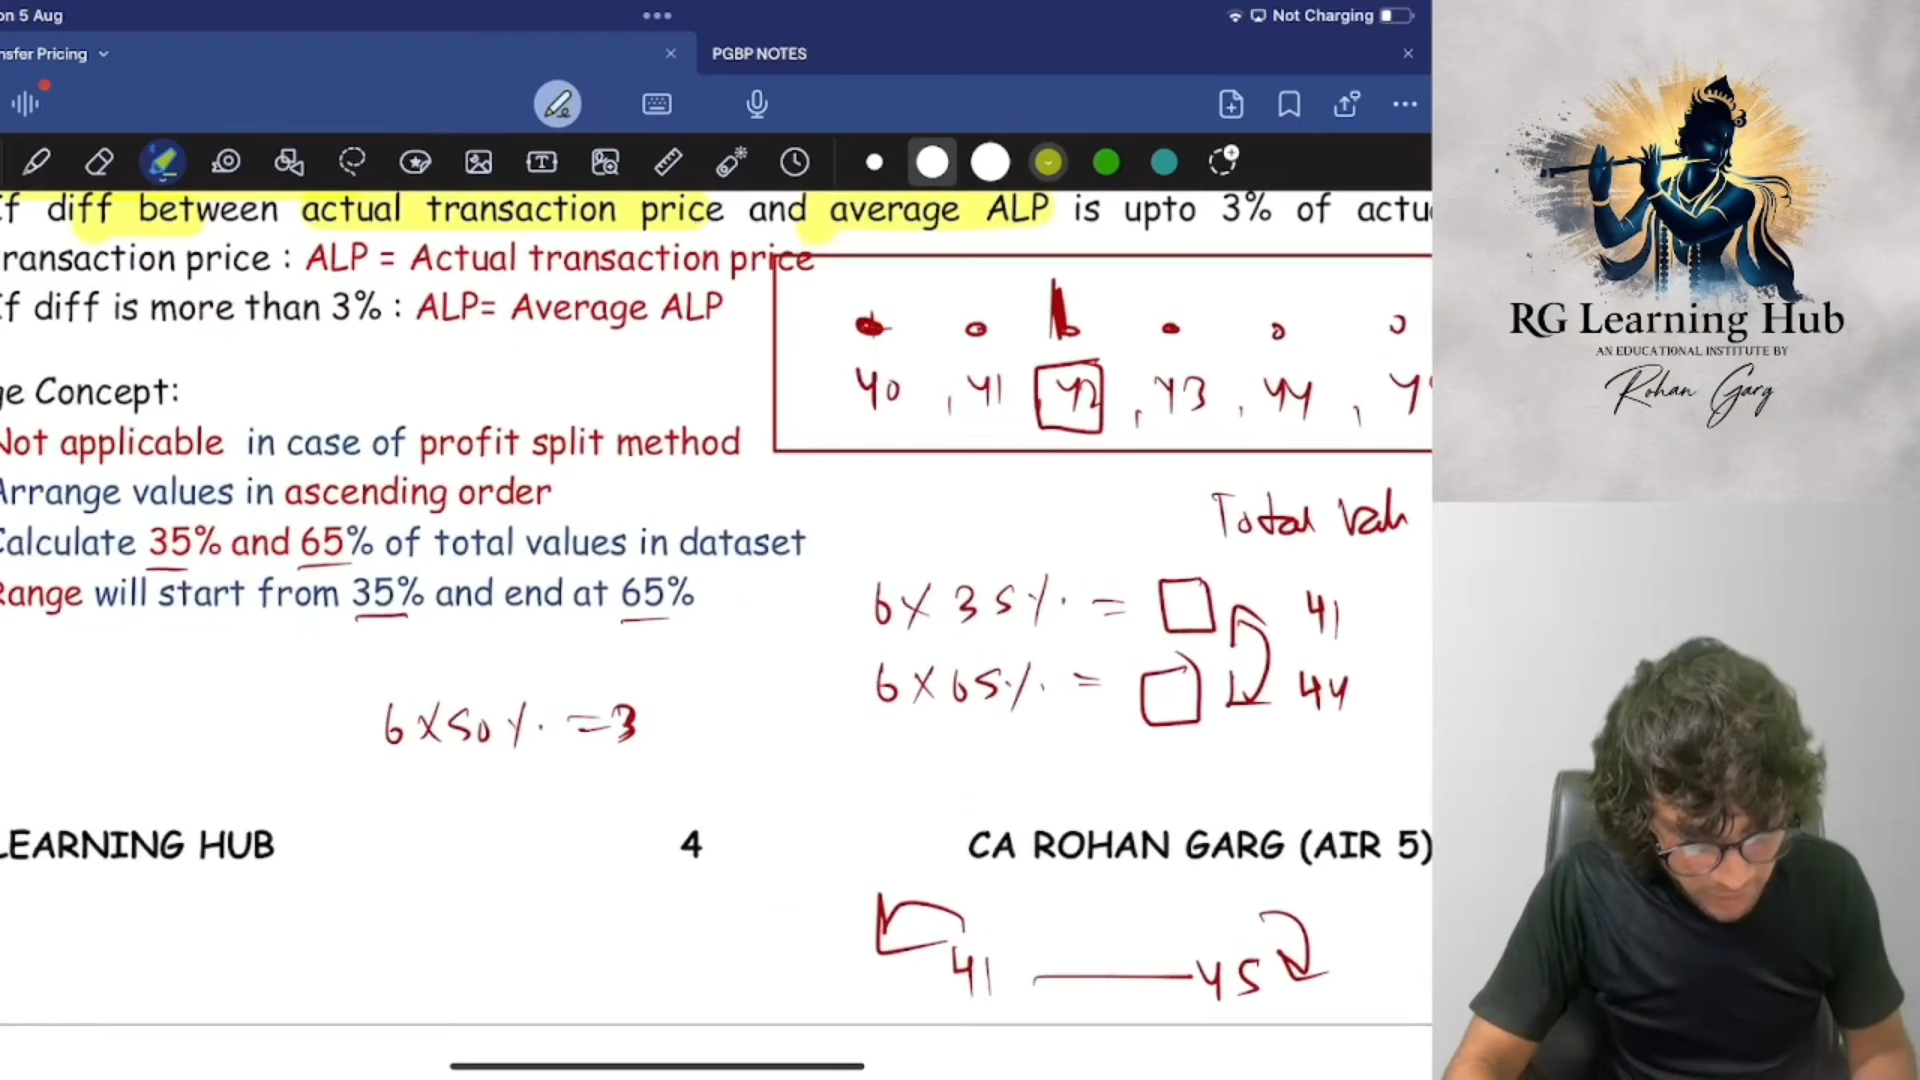 on 5 Aug
Not Charging
nsfer Pricing
PGBP NOTES
If diff between actual transaction price and average ALP is upto 3% of actu
ransaction price : ALP = Actual transaction price
If diff is more than 3% : ALP= Average ALP
40 , 41 , 42 , 43 , 44 , 4
ge Concept:
Not applicable in case of profit split method
Arrange values in ascending order
Calculate 35% and 65% of total values in dataset
Range will start from 35% and end at 65%
Total
6 X 35% = 41
6 X 65% = 44
6 X 50% = 3
LEARNING HUB
4
CA ROHAN GARG (AIR 5)
41 — 45
RG Learning Hub
AN EDUCATIONAL INSTITUTE BY
Rohan Garg